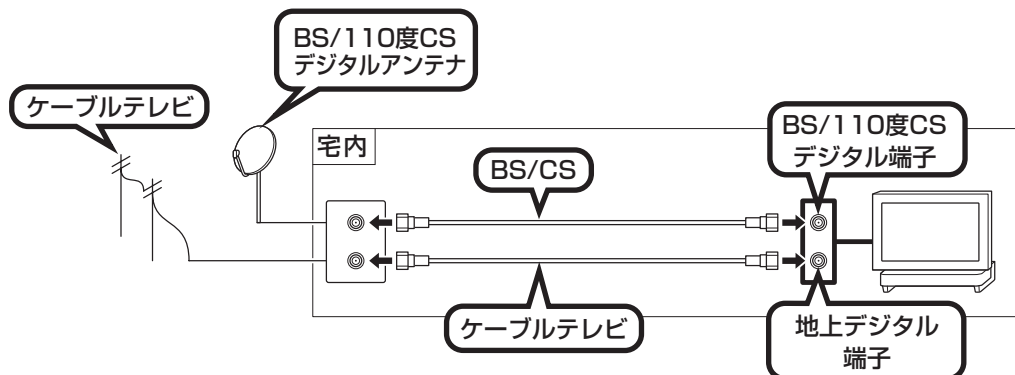 BS/110度CS
デジタルアンテナ
ケーブルテレビ
宅内
BS/CS
BS/110度CS
デジタル端子
ケーブルテレビ
地上デジタル
端子